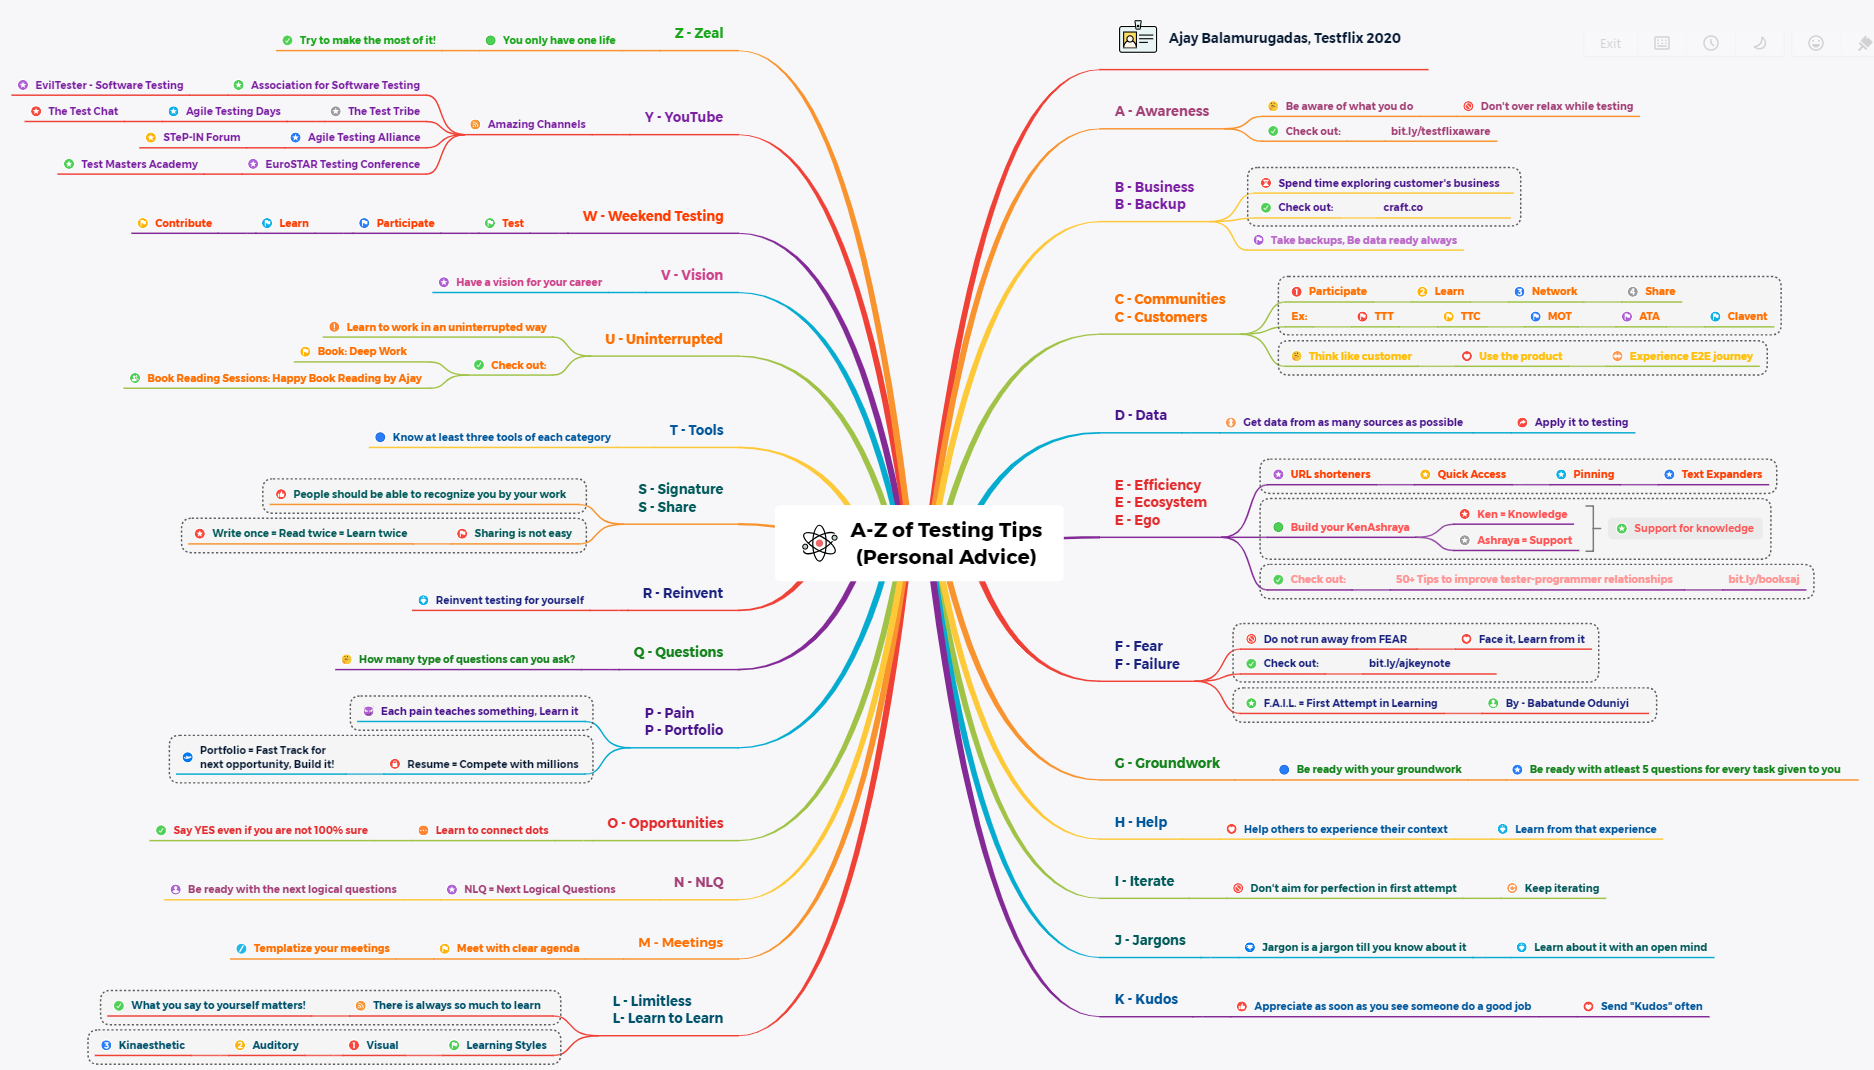 A-Z of Testing Tips
(Personal Advice)
Ajay Balamurugadas, Testflix 2020
Exit
A - Awareness
Be aware of what you do
Don't over relax while testing
Check out:
bit.ly/testflixaware
B - Business
B - Backup
Spend time exploring customer's business
Check out:
craft.co
Take backups, Be data ready always
C - Communities
C - Customers
1 Participate
2 Learn
3 Network
4 Share
Ex:
TTT
TTC
MOT
ATA
Clavent
Think like customer
Use the product
Experience E2E journey
D - Data
Get data from as many sources as possible
Apply it to testing
E - Efficiency
E - Ecosystem
E - Ego
URL shorteners
Quick Access
Pinning
Text Expanders
Build your KenAshraya
Ken = Knowledge
Ashraya = Support
Support for knowledge
Check out:
50+ Tips to improve tester-programmer relationships
bit.ly/booksaj
F - Fear
F - Failure
Do not run away from FEAR
Face it, Learn from it
Check out:
bit.ly/ajkeynote
F.A.I.L. = First Attempt in Learning
By - Babatunde Oduniyi
G - Groundwork
Be ready with your groundwork
Be ready with atleast 5 questions for every task given to you
H - Help
Help others to experience their context
Learn from that experience
I - Iterate
Don't aim for perfection in first attempt
Keep iterating
J - Jargons
Jargon is a jargon till you know about it
Learn about it with an open mind
K - Kudos
Appreciate as soon as you see someone do a good job
Send "Kudos" often
Z - Zeal
You only have one life
Try to make the most of it!
Y - YouTube
Amazing Channels
Association for Software Testing
EvilTester - Software Testing
The Test Tribe
Agile Testing Days
The Test Chat
Agile Testing Alliance
STeP-IN Forum
EuroSTAR Testing Conference
Test Masters Academy
W - Weekend Testing
Test
Participate
Learn
Contribute
V - Vision
Have a vision for your career
U - Uninterrupted
Learn to work in an uninterrupted way
Check out:
Book: Deep Work
Book Reading Sessions: Happy Book Reading by Ajay
T - Tools
Know at least three tools of each category
S - Signature
S - Share
People should be able to recognize you by your work
Sharing is not easy
Write once = Read twice = Learn twice
R - Reinvent
Reinvent testing for yourself
Q - Questions
How many type of questions can you ask?
P - Pain
P - Portfolio
Each pain teaches something, Learn it
Resume = Compete with millions
Portfolio = Fast Track for
next opportunity, Build it!
O - Opportunities
Learn to connect dots
Say YES even if you are not 100% sure
N - NLQ
NLQ = Next Logical Questions
Be ready with the next logical questions
M - Meetings
Meet with clear agenda
Templatize your meetings
L - Limitless
L- Learn to Learn
There is always so much to learn
What you say to yourself matters!
Learning Styles
1 Visual
2 Auditory
3 Kinaesthetic